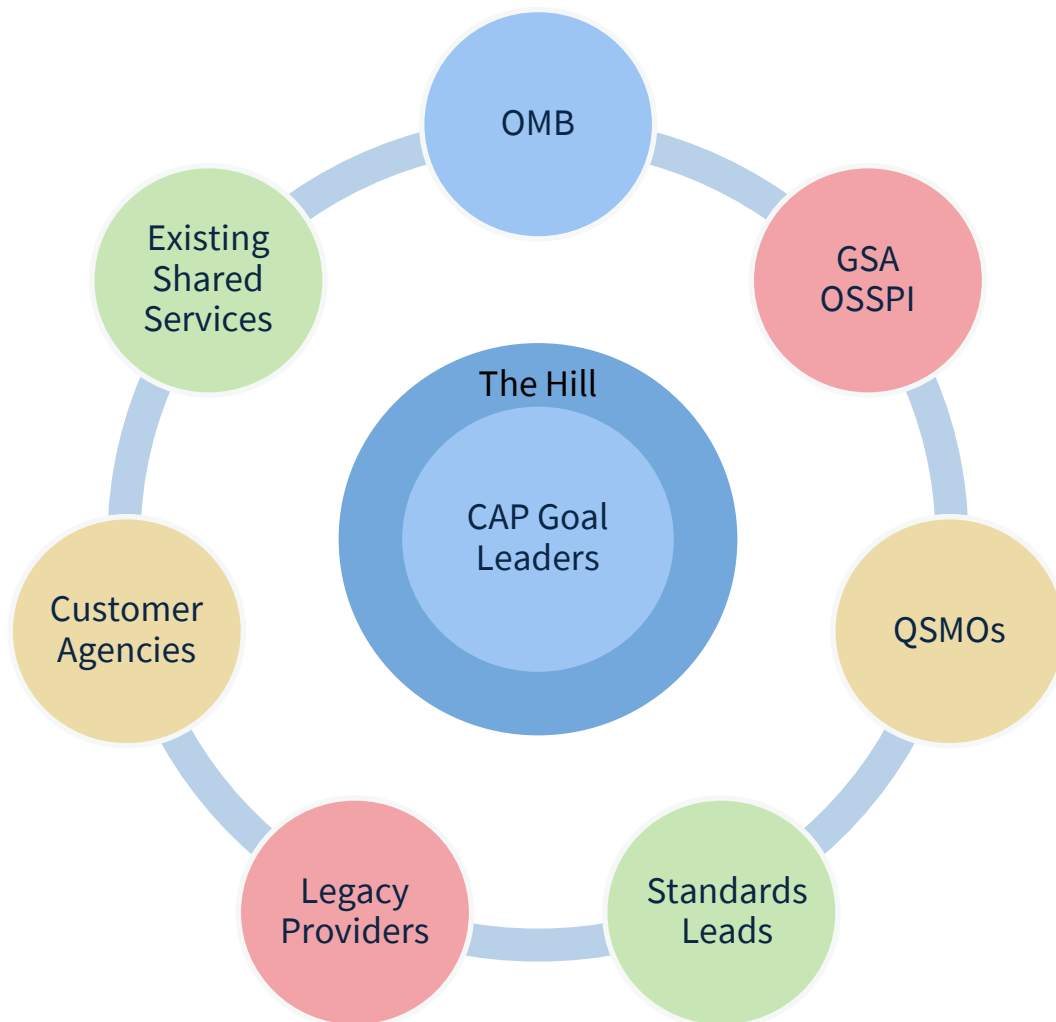 OMB
GSA
OSSPI
Existing
Shared
Services
The Hill
CAP Goal
Leaders
Customer
Agencies
QSMOs
Legacy
Providers
Standards
Leads